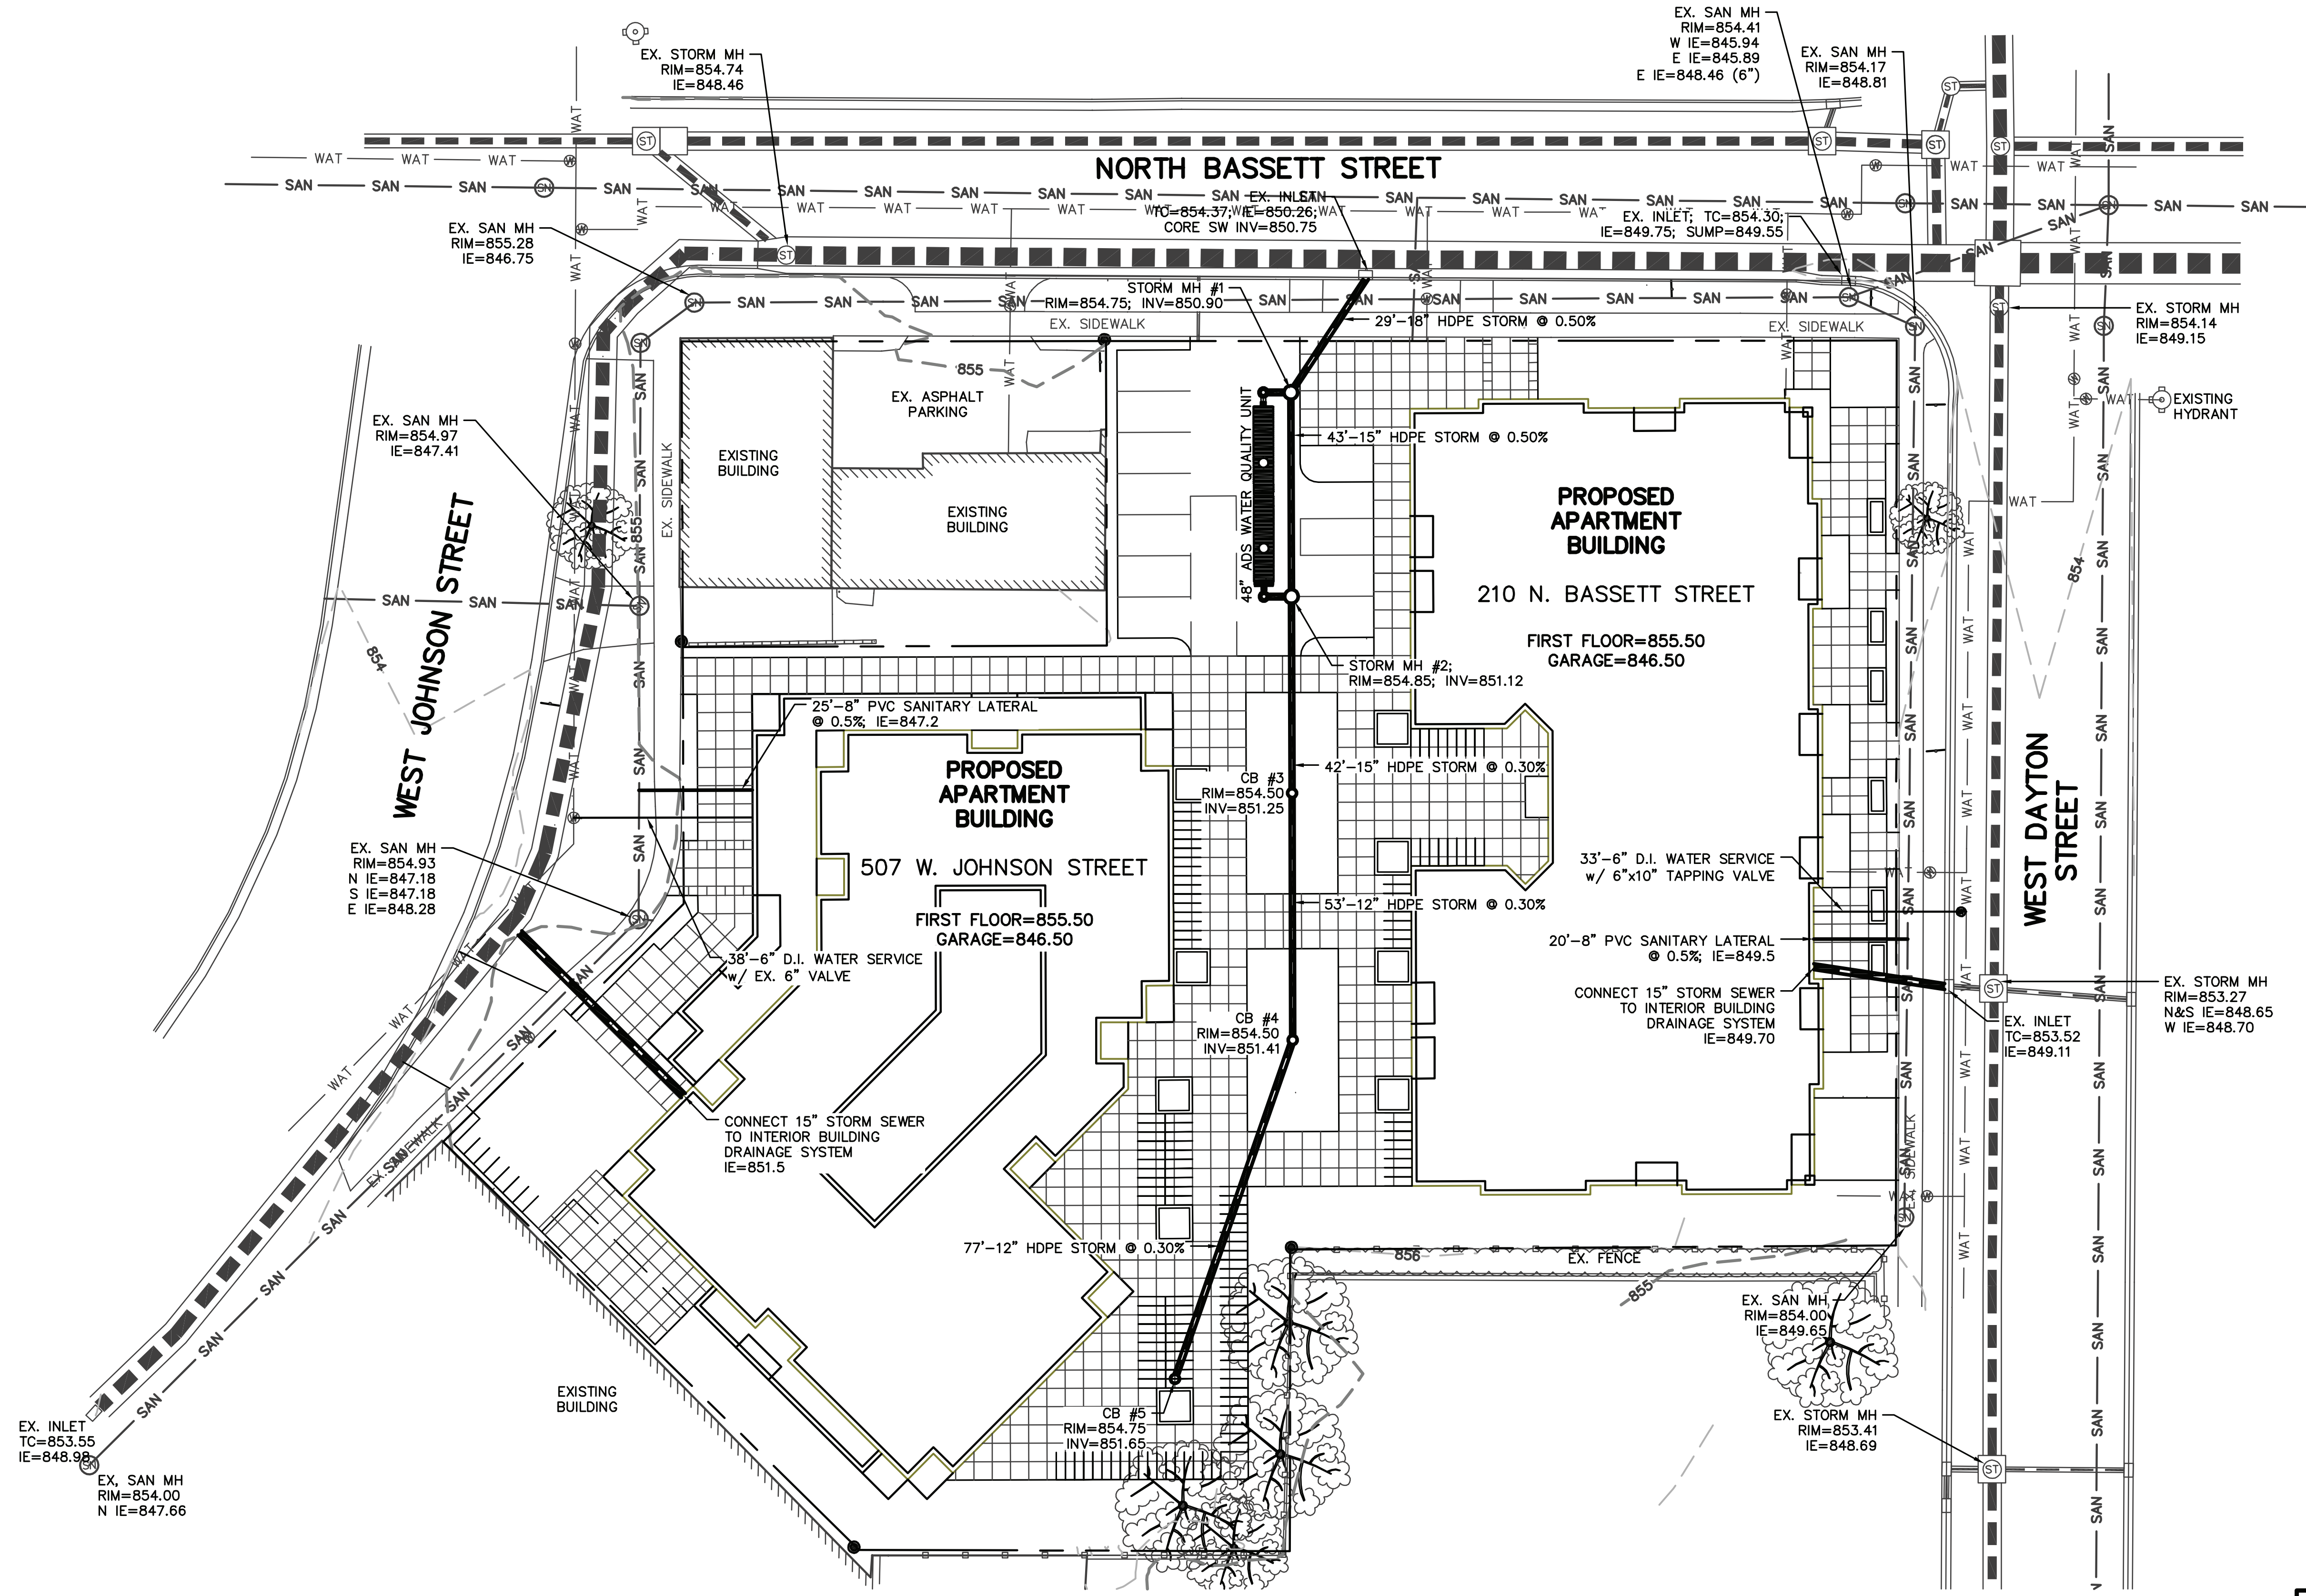 EX. STORM MH
RIM=854.74
IE=848.46
EX. SAN MH
RIM=854.41
W IE=845.94
E IE=845.89
E IE=848.46 (6")
EX. SAN MH
RIM=854.17
IE=848.81
NORTH BASSETT STREET
EX. INLET
TC=854.37; IE=850.26;
CORE SW INV=850.75
EX. INLET; TC=854.30;
IE=849.75; SUMP=849.55
EX. SAN MH
RIM=855.28
IE=846.75
STORM MH #1
RIM=854.75; INV=850.90
29'-18" HDPE STORM @ 0.50%
EX. SIDEWALK
EX. SIDEWALK
EX. STORM MH
RIM=854.14
IE=849.15
855
EX. ASPHALT
PARKING
EXISTING
HYDRANT
EX. SAN MH
RIM=854.97
IE=847.41
EX. SIDEWALK
855
EXISTING
BUILDING
EXISTING
BUILDING
48" ADS WATER QUALITY UNIT
43'-15" HDPE STORM @ 0.50%
PROPOSED
APARTMENT
BUILDING
210 N. BASSETT STREET
FIRST FLOOR=855.50
GARAGE=846.50
854
WEST JOHNSON STREET
854
STORM MH #2;
RIM=854.85; INV=851.12
25'-8" PVC SANITARY LATERAL
@ 0.5%; IE=847.2
PROPOSED
APARTMENT
BUILDING
507 W. JOHNSON STREET
FIRST FLOOR=855.50
GARAGE=846.50
CB #3
RIM=854.50
INV=851.25
42'-15" HDPE STORM @ 0.30%
WEST DAYTON
STREET
EX. SAN MH
RIM=854.93
N IE=847.18
S IE=847.18
E IE=848.28
33'-6" D.I. WATER SERVICE
w/ 6"x10" TAPPING VALVE
53'-12" HDPE STORM @ 0.30%
20'-8" PVC SANITARY LATERAL
@ 0.5%; IE=849.5
38'-6" D.I. WATER SERVICE
w/ EX. 6" VALVE
CONNECT 15" STORM SEWER
TO INTERIOR BUILDING
DRAINAGE SYSTEM
IE=849.70
EX. STORM MH
RIM=853.27
N&S IE=848.65
W IE=848.70
EX. INLET
TC=853.52
IE=849.11
CB #4
RIM=854.50
INV=851.41
CONNECT 15" STORM SEWER
TO INTERIOR BUILDING
DRAINAGE SYSTEM
IE=851.5
EX. SIDEWALK
EX. SIDEWALK
77'-12" HDPE STORM @ 0.30%
856
EX. FENCE
855
EX. SAN MH
RIM=854.00
IE=849.65
EXISTING
BUILDING
CB #5
RIM=854.75
INV=851.65
EX. STORM MH
RIM=853.41
IE=848.69
EX. INLET
TC=853.55
IE=848.98
EX, SAN MH
RIM=854.00
N IE=847.66
WAT
SAN
ST